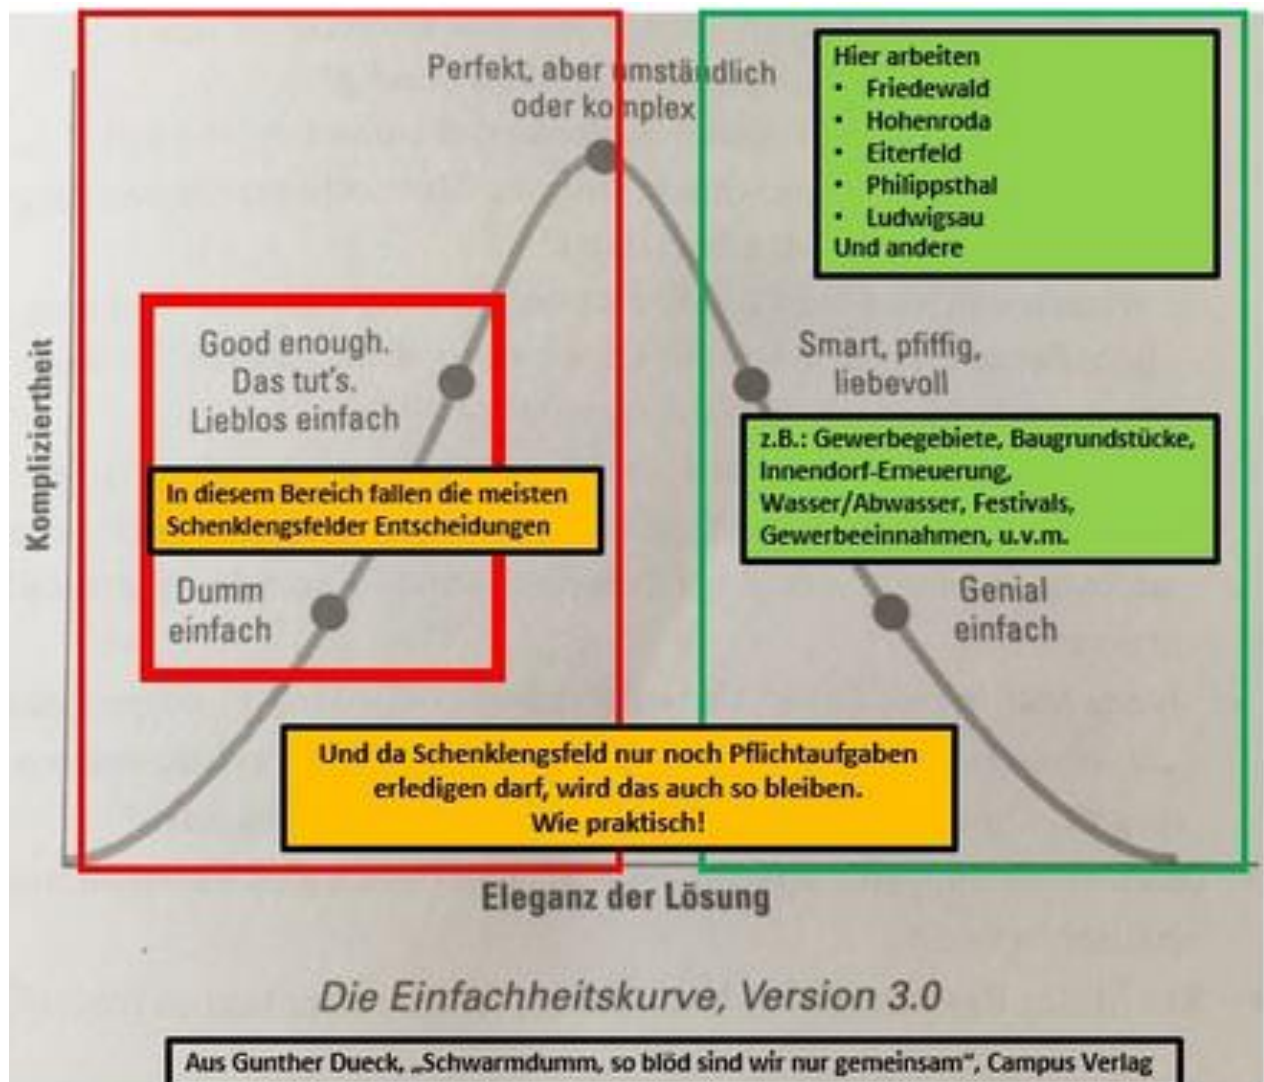 Perfekt, aber umständlich
oder komplex
Hier arbeiten
• Friedewald
• Hohenroda
• Eiterfeld
• Philippsthal
• Ludwigsau
Und andere
Kompliziertheit
Good enough.
Das tut's.
Lieblos einfach
Smart, pfiffig,
liebevoll
In diesem Bereich fallen die meisten
Schenklengsfelder Entscheidungen
z.B.: Gewerbegebiete, Baugrundstücke,
Innendorf-Erneuerung,
Wasser/Abwasser, Festivals,
Gewerbeeinnahmen, u.v.m.
Dumm
einfach
Genial
einfach
Und da Schenklengsfeld nur noch Pflichtaufgaben
erledigen darf, wird das auch so bleiben.
Wie praktisch!
Eleganz der Lösung
Die Einfachheitskurve, Version 3.0
Aus Gunther Dueck, „Schwarmdumm, so blöd sind wir nur gemeinsam“, Campus Verlag